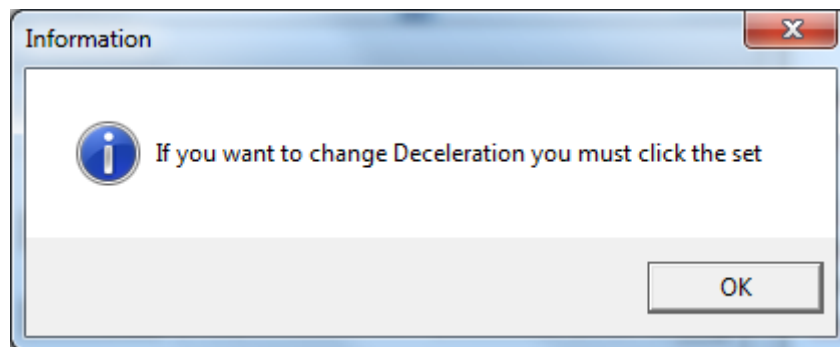 Information
If you want to change Deceleration you must click the set
OK